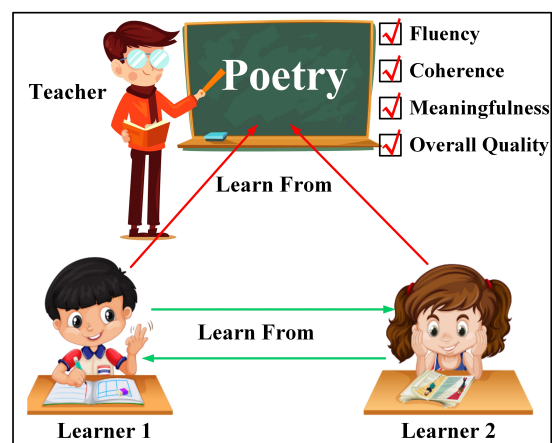 Teacher
Poetry
Fluency
Coherence
Meaningfulness
Overall Quality
Learn From
Learn From
Learner 1
Learner 2